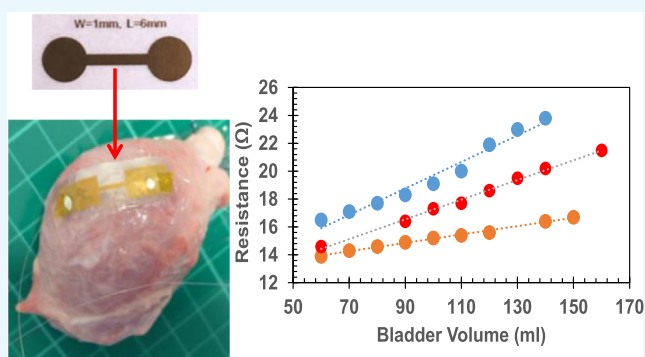 W=1mm, L=6mm
Resistance (Ω)
26
24
22
20
18
16
14
12
50 70 90 110 130 150 170
Bladder Volume (ml)